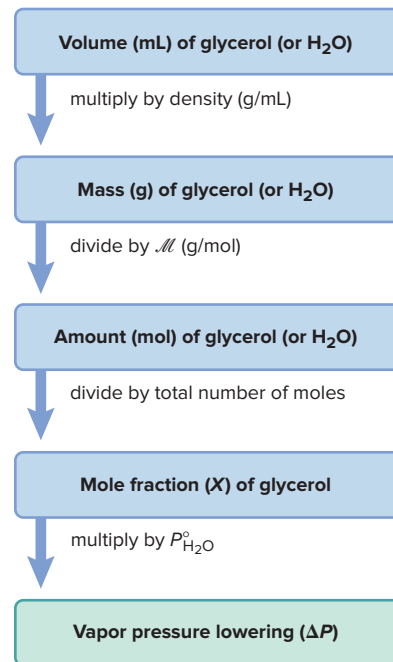 Volume (mL) of glycerol (or H₂O)
multiply by density (g/mL)
Mass (g) of glycerol (or H₂O)
divide by ℳ (g/mol)
Amount (mol) of glycerol (or H₂O)
divide by total number of moles
Mole fraction (X) of glycerol
multiply by P°H₂O
Vapor pressure lowering (ΔP)